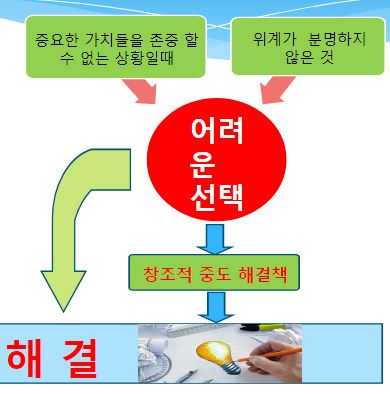 중요한 가치들을 존중 할
수 없는 상황일때
위계가 분명하지
않은 것
어려
운
선택
창조적 중도 해결책
해 결